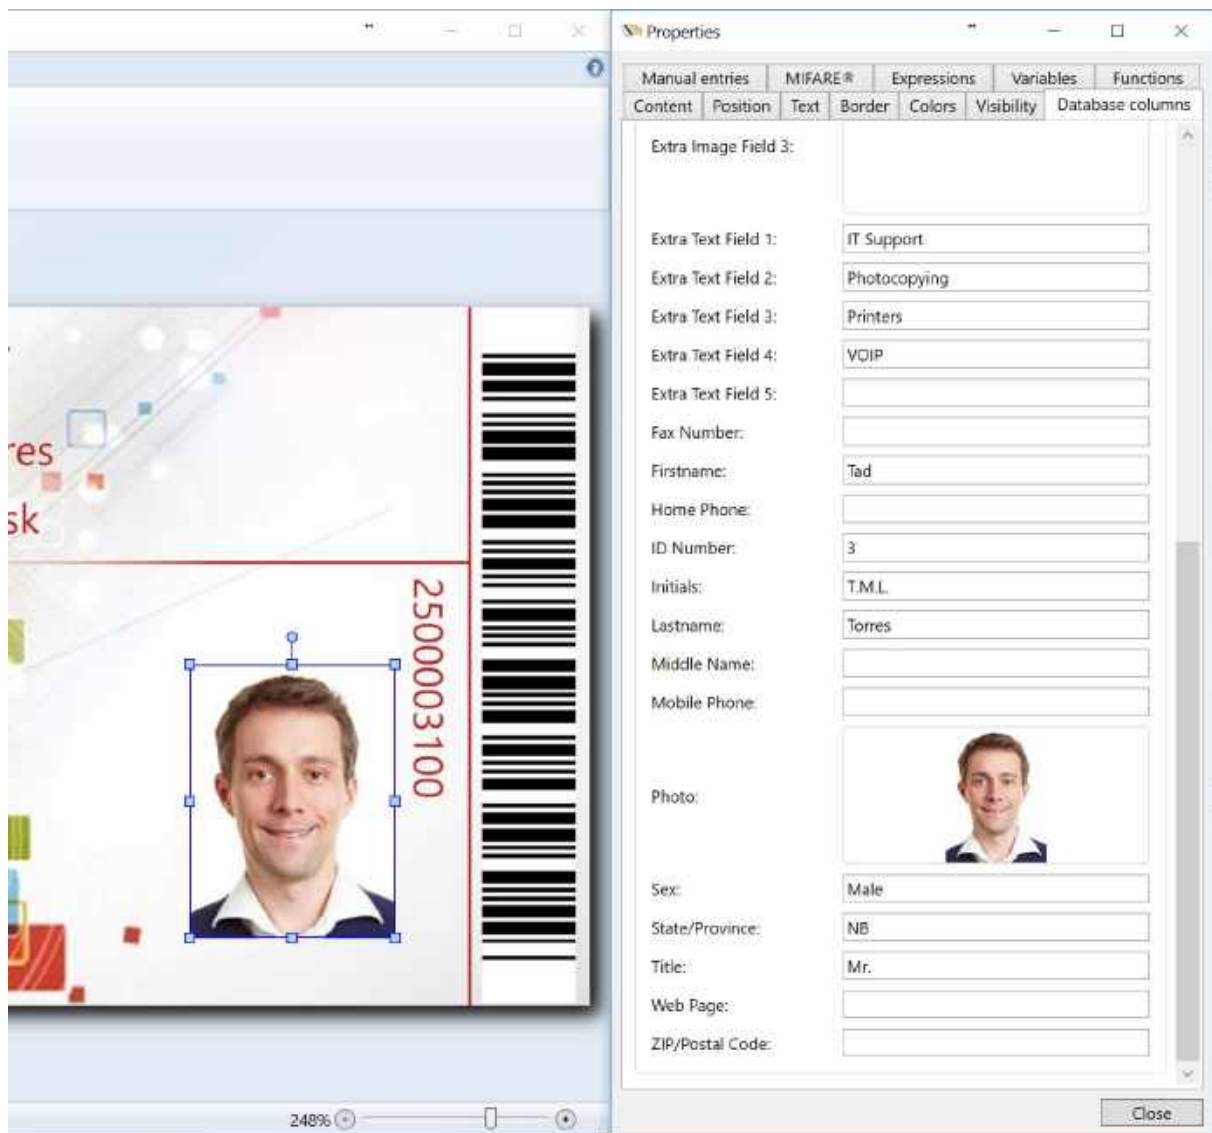 Properties
Manual entries MIFARE® Expressions Variables Functions
Content Position Text Border Colors Visibility Database columns
Extra Image Field 3:
Extra Text Field 1: IT Support
Extra Text Field 2: Photocopying
Extra Text Field 3: Printers
Extra Text Field 4: VOIP
Extra Text Field 5:
Fax Number:
Firstname: Tad
Home Phone:
ID Number: 3
Initials: T.M.L.
Lastname: Torres
Middle Name:
Mobile Phone:
Photo:
Sex: Male
State/Province: NB
Title: Mr.
Web Page:
ZIP/Postal Code:
Close
res
sk
2500003100
248%